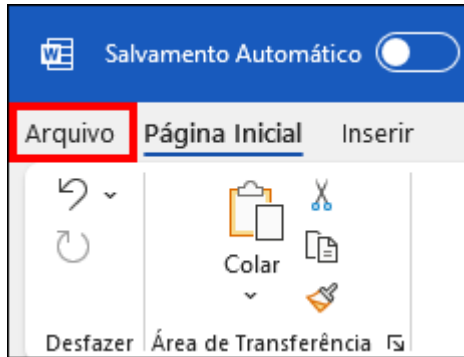 Salvamento Automático
Arquivo Página Inicial Inserir
Colar
Desfazer Área de Transferência